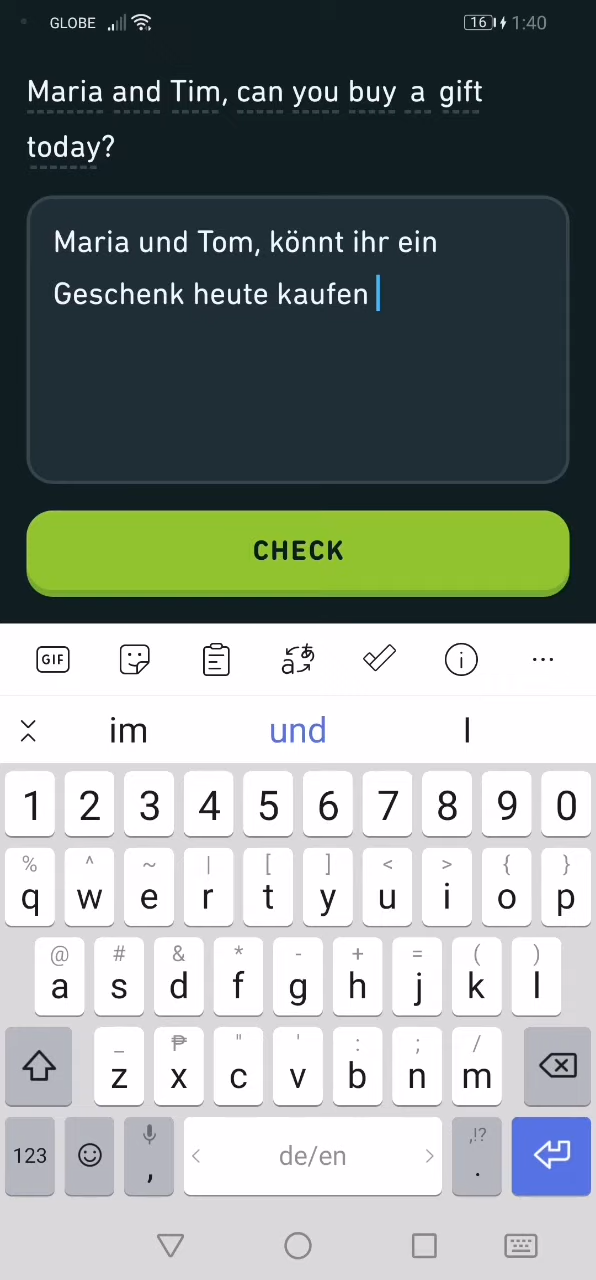 GLOBE 16 1:40
Maria and Tim, can you buy a gift
today?
Maria und Tom, könnt ihr ein
Geschenk heute kaufen
CHECK
GIF aあ i ...
im und I
1 2 3 4 5 6 7 8 9 0
% ^ ~ | [ ] < > { }
q w e r t y u i o p
@ # & * - + = ( )
a s d f g h j k l
_ ₱ " ' : ; /
z x c v b n m
123 , < de/en > ,!? .